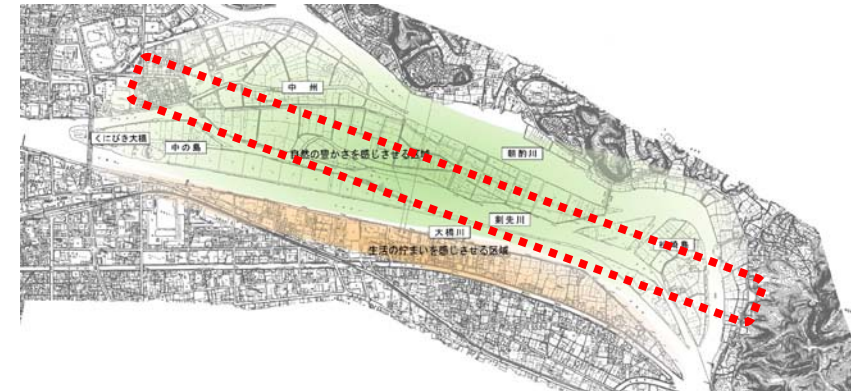 中州
くにびき大橋
中の島
自然の豊かさを感じさせる区域
朝酌川
剣先川
大橋川
生活の佇まいを感じさせる区域